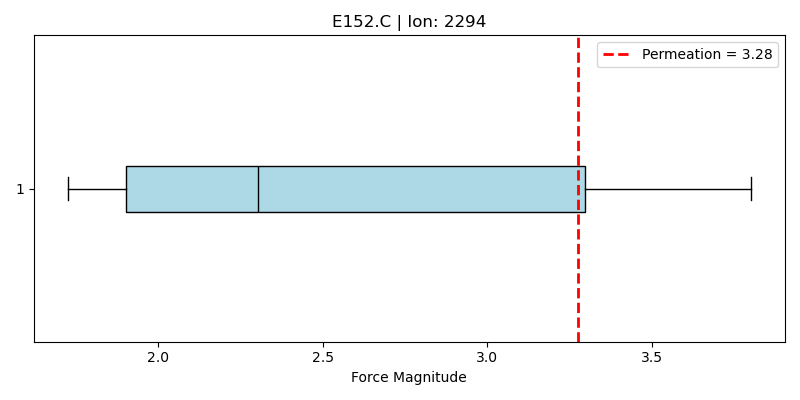 E152.C | Ion: 2294
Permeation = 3.28
1
2.0 2.5 3.0 3.5
Force Magnitude